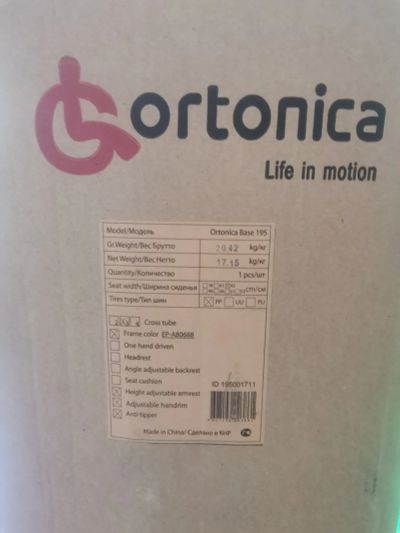 ortonica
Life in motion
Model/Модель Ortonica Base 195
Gr.Weight/Вес Брутто 20.42 kg/кг
Net Weight/Вес Нетто 17.15 kg/кг
Quantity/Количество 1 pcs/шт
Seat width/Ширина сиденья cm/см
Tires type/Тип шин PP UU PU
Cross tube
Frame color EP-A80688
One hand driven
Headrest
Angle adjustable backrest
Seat cushion
ID 195001711
Height adjustable armrest
Adjustable handrim
Anti-tipper
Made in China/ Сделано в КНР